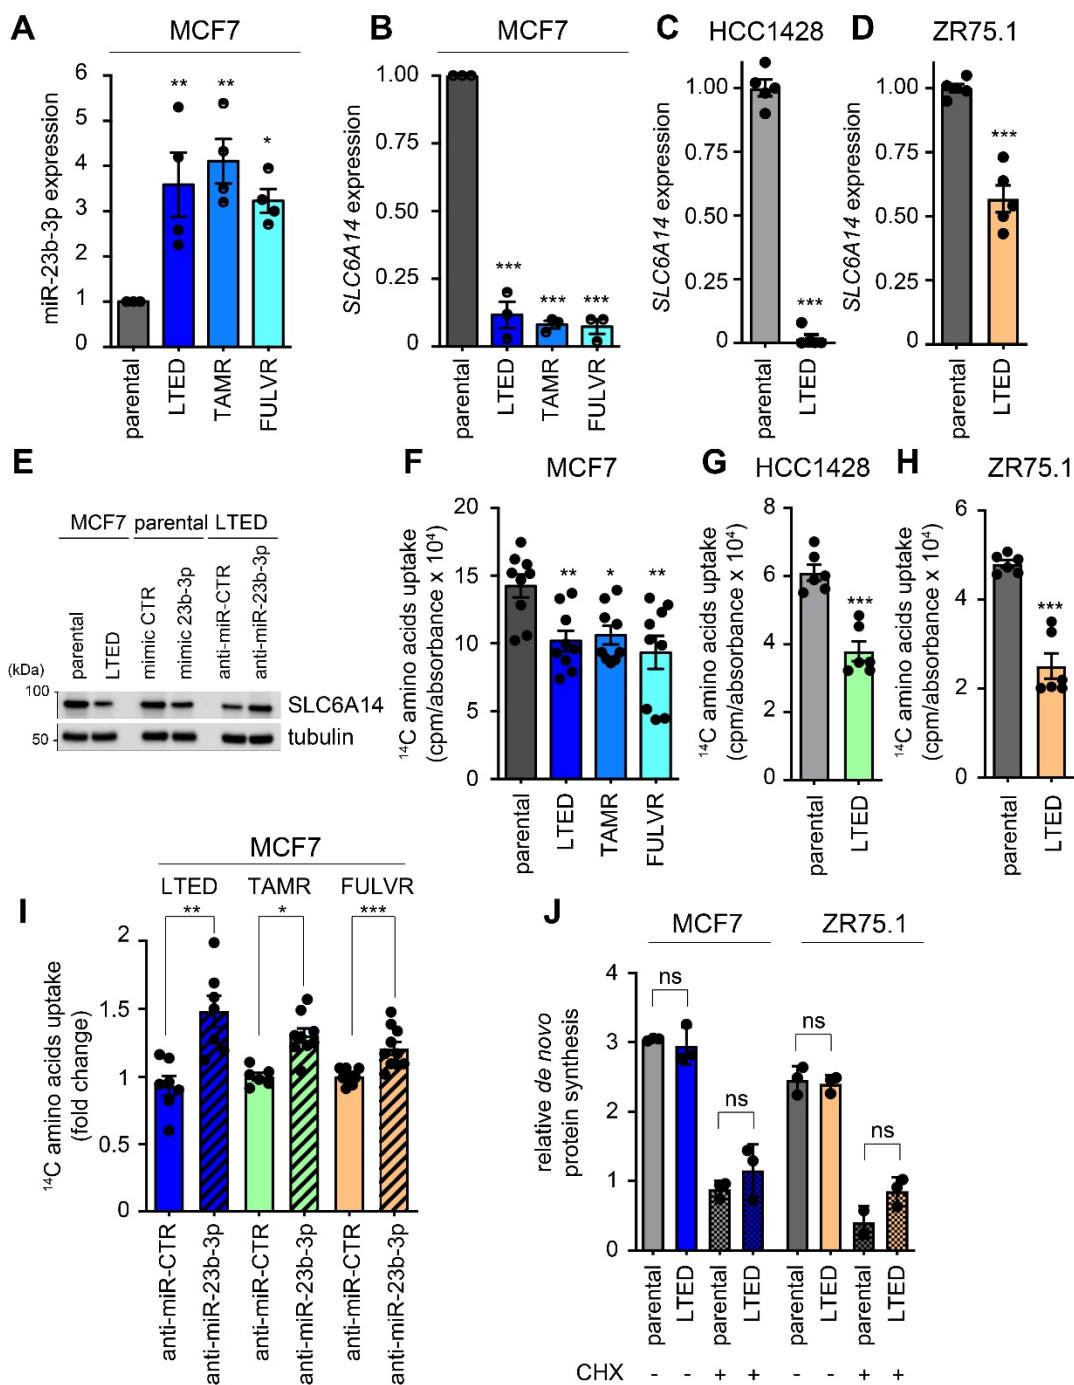 A
MCF7
miR-23b-3p expression
6
5
4
3
2
1
0
**
**
*
parental
LTED
TAMR
FULVR
B
MCF7
SLC6A14 expression
1.00
0.75
0.50
0.25
0
***
***
***
parental
LTED
TAMR
FULVR
C
HCC1428
SLC6A14 expression
1.00
0.75
0.50
0.25
0
***
parental
LTED
D
ZR75.1
SLC6A14 expression
1.00
0.75
0.50
0.25
0
***
parental
LTED
E
MCF7 parental LTED
parental
LTED
mimic CTR
mimic 23b-3p
anti-miR-CTR
anti-miR-23b-3p
(kDa)
100
SLC6A14
50
tubulin
F
MCF7
¹⁴C amino acids uptake
(cpm/absorbance x 10⁴)
20
15
10
5
0
**
*
**
parental
LTED
TAMR
FULVR
G
HCC1428
¹⁴C amino acids uptake
(cpm/absorbance x 10⁴)
8
6
4
2
0
***
parental
LTED
H
ZR75.1
¹⁴C amino acids uptake
(cpm/absorbance x 10⁴)
6
4
2
0
***
parental
LTED
I
MCF7
LTED TAMR FULVR
** * ***
¹⁴C amino acids uptake
(fold change)
2
1.5
1
0.5
0
anti-miR-CTR
anti-miR-23b-3p
anti-miR-CTR
anti-miR-23b-3p
anti-miR-CTR
anti-miR-23b-3p
J
MCF7 ZR75.1
relative de novo
protein synthesis
4
3
2
1
0
ns
ns
ns
ns
parental
LTED
parental
LTED
parental
LTED
parental
LTED
CHX - - + + - - + +